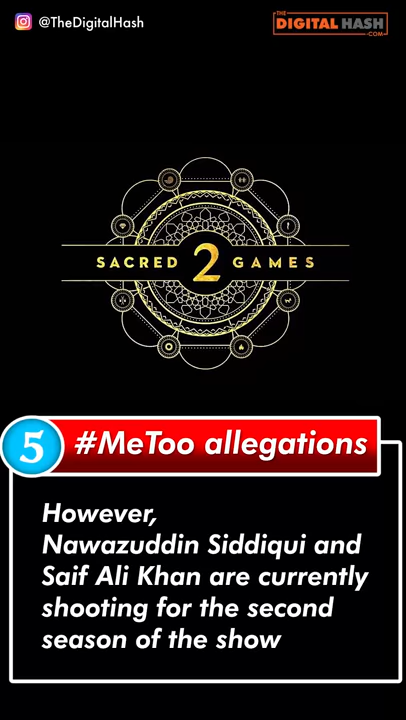 @TheDigitalHash
THE
DIGITAL HASH
.COM
SACRED 2 GAMES
5 #MeToo allegations
However,
Nawazuddin Siddiqui and
Saif Ali Khan are currently
shooting for the second
season of the show